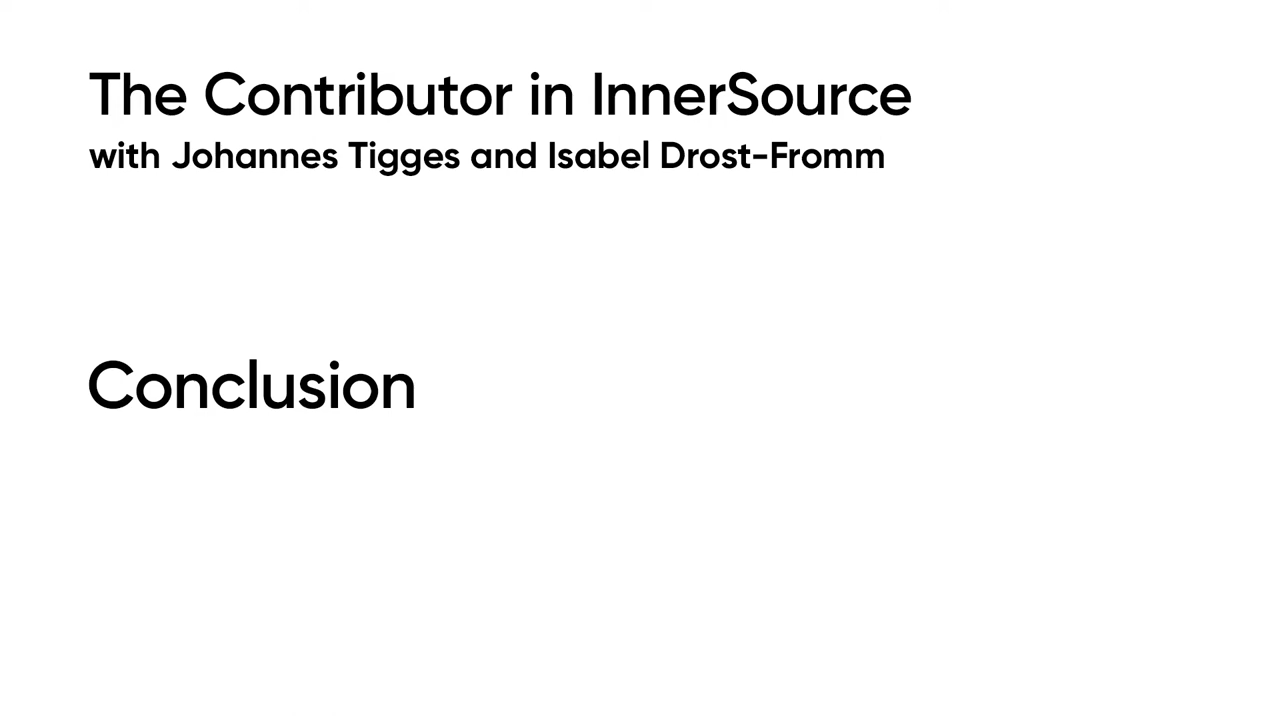 The Contributor in InnerSource
with Johannes Tigges and Isabel Drost-Fromm
Conclusion